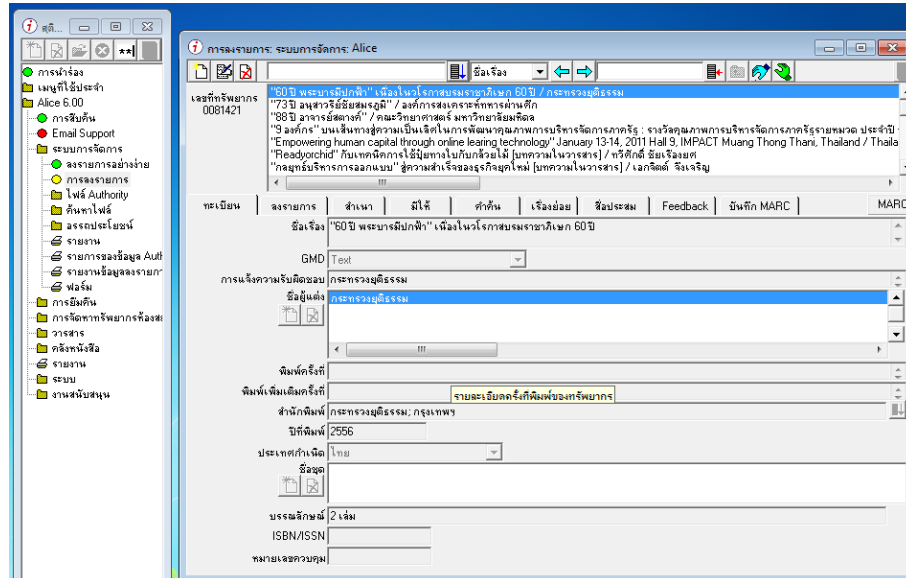 สถิ...
การนำร่อง
เมนูที่ใช้ประจำ
Alice 6.00
การสืบค้น
Email Support
ระบบการจัดการ
ลงรายการอย่างง่าย
การลงรายการ
ไฟล์ Authority
ค้นหาไฟล์
อรรถประโยชน์
รายงาน
รายการของข้อมูล Auth
รายงานข้อมูลลงรายกา
ฟอร์ม
การยืมคืน
การจัดหาทรัพยากรห้องส
วารสาร
คลังหนังสือ
รายงาน
ระบบ
งานสนับสนุน
การลงรายการ: ระบบการจัดการ: Alice
ชื่อเรื่อง
เลขที่ทรัพยากร
0081421
"60 ปี พระบารมีปกฟ้า" เนื่องในวโรกาสบรมราชาภิเษก 60 ปี / กระทรวงยุติธรรม
"73 ปี อนุสาวรีย์ชัยสมรภูมิ" / องค์การสงเคราะห์ทหารผ่านศึก
"88 ปี อาจารย์สตางค์" / คณะวิทยาศาสตร์ มหาวิทยาลัยมหิดล
"9 องค์กร" บนเส้นทางสู่ความเป็นเลิศในการพัฒนาคุณภาพการบริหารจัดการภาครัฐ : รางวัลคุณภาพการบริหารจัดการภาครัฐรายหมวด ประจำปี
"Empowering human capital through online learing technology" January 13-14, 2011 Hall 9, IMPACT Muang Thong Thani, Thailand / Thaila
"Readyorchid" กับเทคนิคการใช้ปุ๋ยทางใบกับกล้วยไม้ [บทความในวารสาร] / ทวีศักดิ์ ชัยเรืองยศ
"กลยุทธ์บริหารการออกแบบ" สู่ความสำเร็จของธุรกิจยุคใหม่ [บทความในวารสาร] / เอกจิตต์ จึงเจริญ
ทะเบียน ลงรายการ สำเนา มีให้ คำค้น เรื่องย่อย สื่อประสม Feedback บันทึก MARC MARC
ชื่อเรื่อง "60 ปี พระบารมีปกฟ้า" เนื่องในวโรกาสบรมราชาภิเษก 60 ปี
GMD Text
การแจ้งความรับผิดชอบ กระทรวงยุติธรรม
ชื่อผู้แต่ง กระทรวงยุติธรรม
พิมพ์ครั้งที่
พิมพ์เพิ่มเติมครั้งที่
รายละเอียดครั้งที่พิมพ์ของทรัพยากร
สำนักพิมพ์ กระทรวงยุติธรรม; กรุงเทพฯ
ปีที่พิมพ์ 2556
ประเทศกำเนิด ไทย
ชื่อชุด
บรรณลักษณ์ 2 เล่ม
ISBN/ISSN
หมายเลขควบคุม